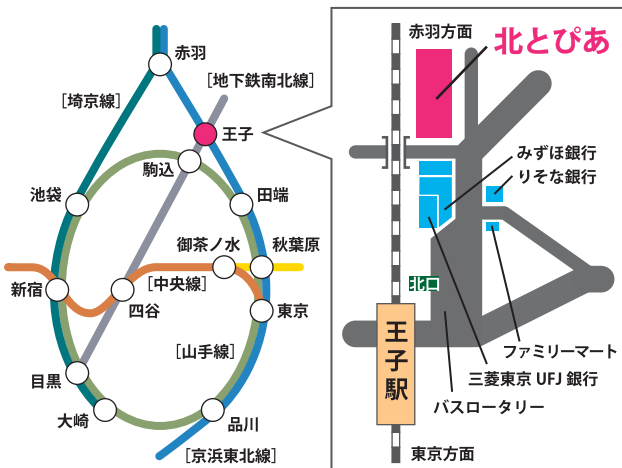 赤羽
[地下鉄南北線]
[埼京線]
王子
駒込
池袋
田端
御茶ノ水
秋葉原
[中央線]
新宿
四谷
東京
[山手線]
目黒
大崎
品川
[京浜東北線]
赤羽方面
北とぴあ
みずほ銀行
りそな銀行
北口
王子駅
ファミリーマート
三菱東京UFJ銀行
バスロータリー
東京方面